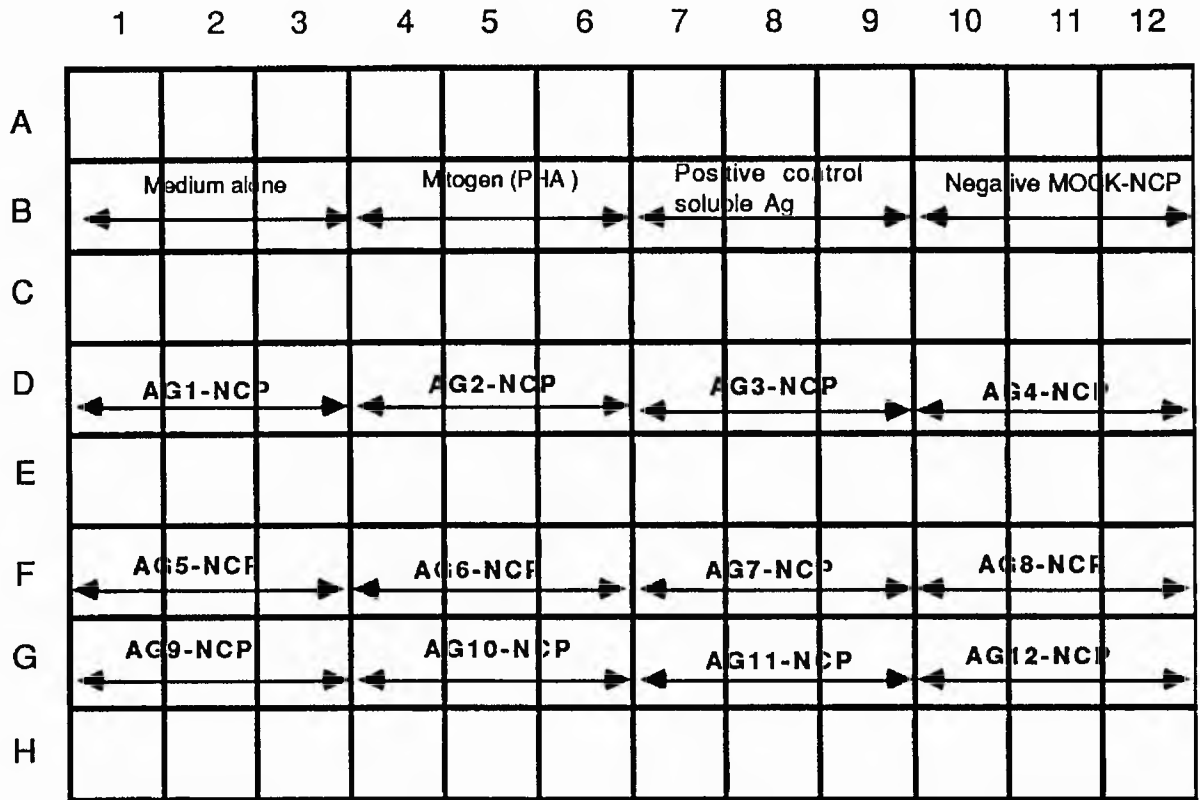 1 2 3 4 5 6 7 8 9 10 11 12
A
B
Medium alone
Mitogen (PHA)
Positive control
soluble Ag
Negative MOCK-NCP
C
D
AG1-NCP
AG2-NCP
AG3-NCP
AG4-NCP
E
F
AG5-NCP
AG6-NCP
AG7-NCP
AG8-NCP
G
AG9-NCP
AG10-NCP
AG11-NCP
AG12-NCP
H